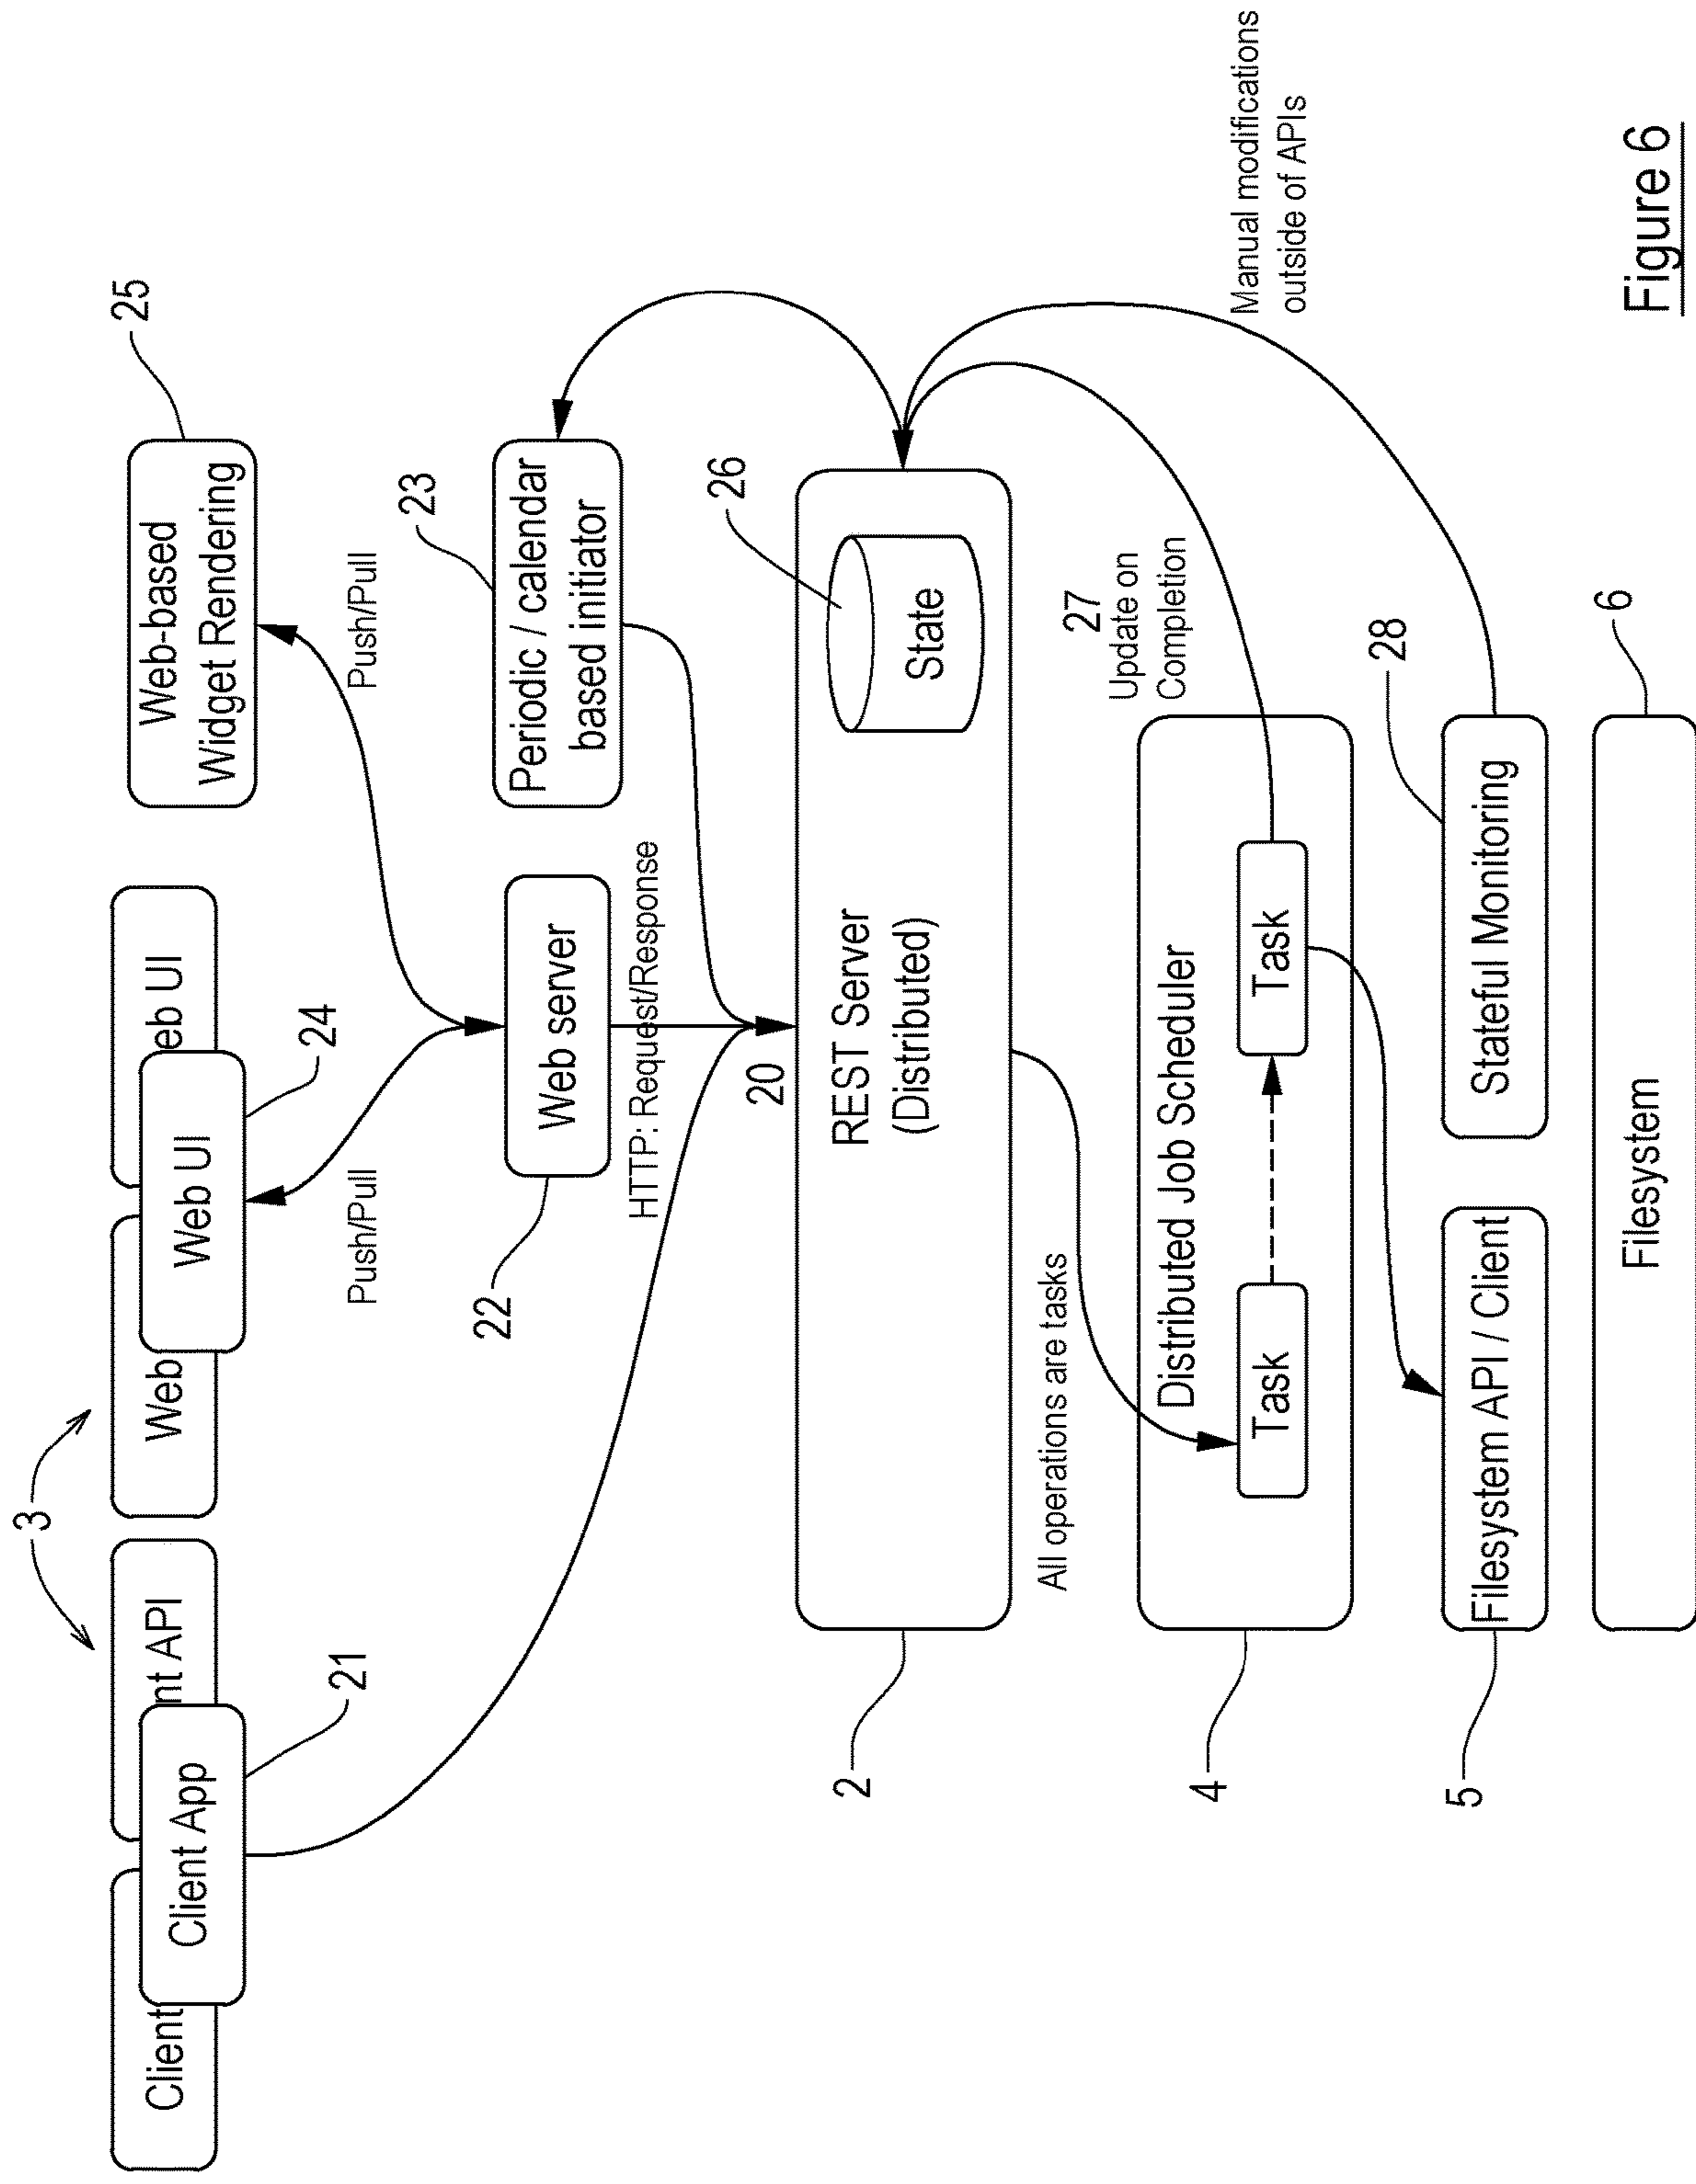 3
Client
nt API
Client App
21
Web
eb UI
Web UI
24
Web-based
Widget Rendering
25
Push/Pull
Push/Pull
22
Web server
Periodic / calendar
based initiator
23
HTTP: Request/Response
20
2
REST Server
(Distributed)
State
26
All operations are tasks
27
Update on
Completion
Manual modifications
outside of APIs
4
Distributed Job Scheduler
Task
Task
5
Filesystem API / Client
Stateful Monitoring
28
Filesystem
6
Figure 6